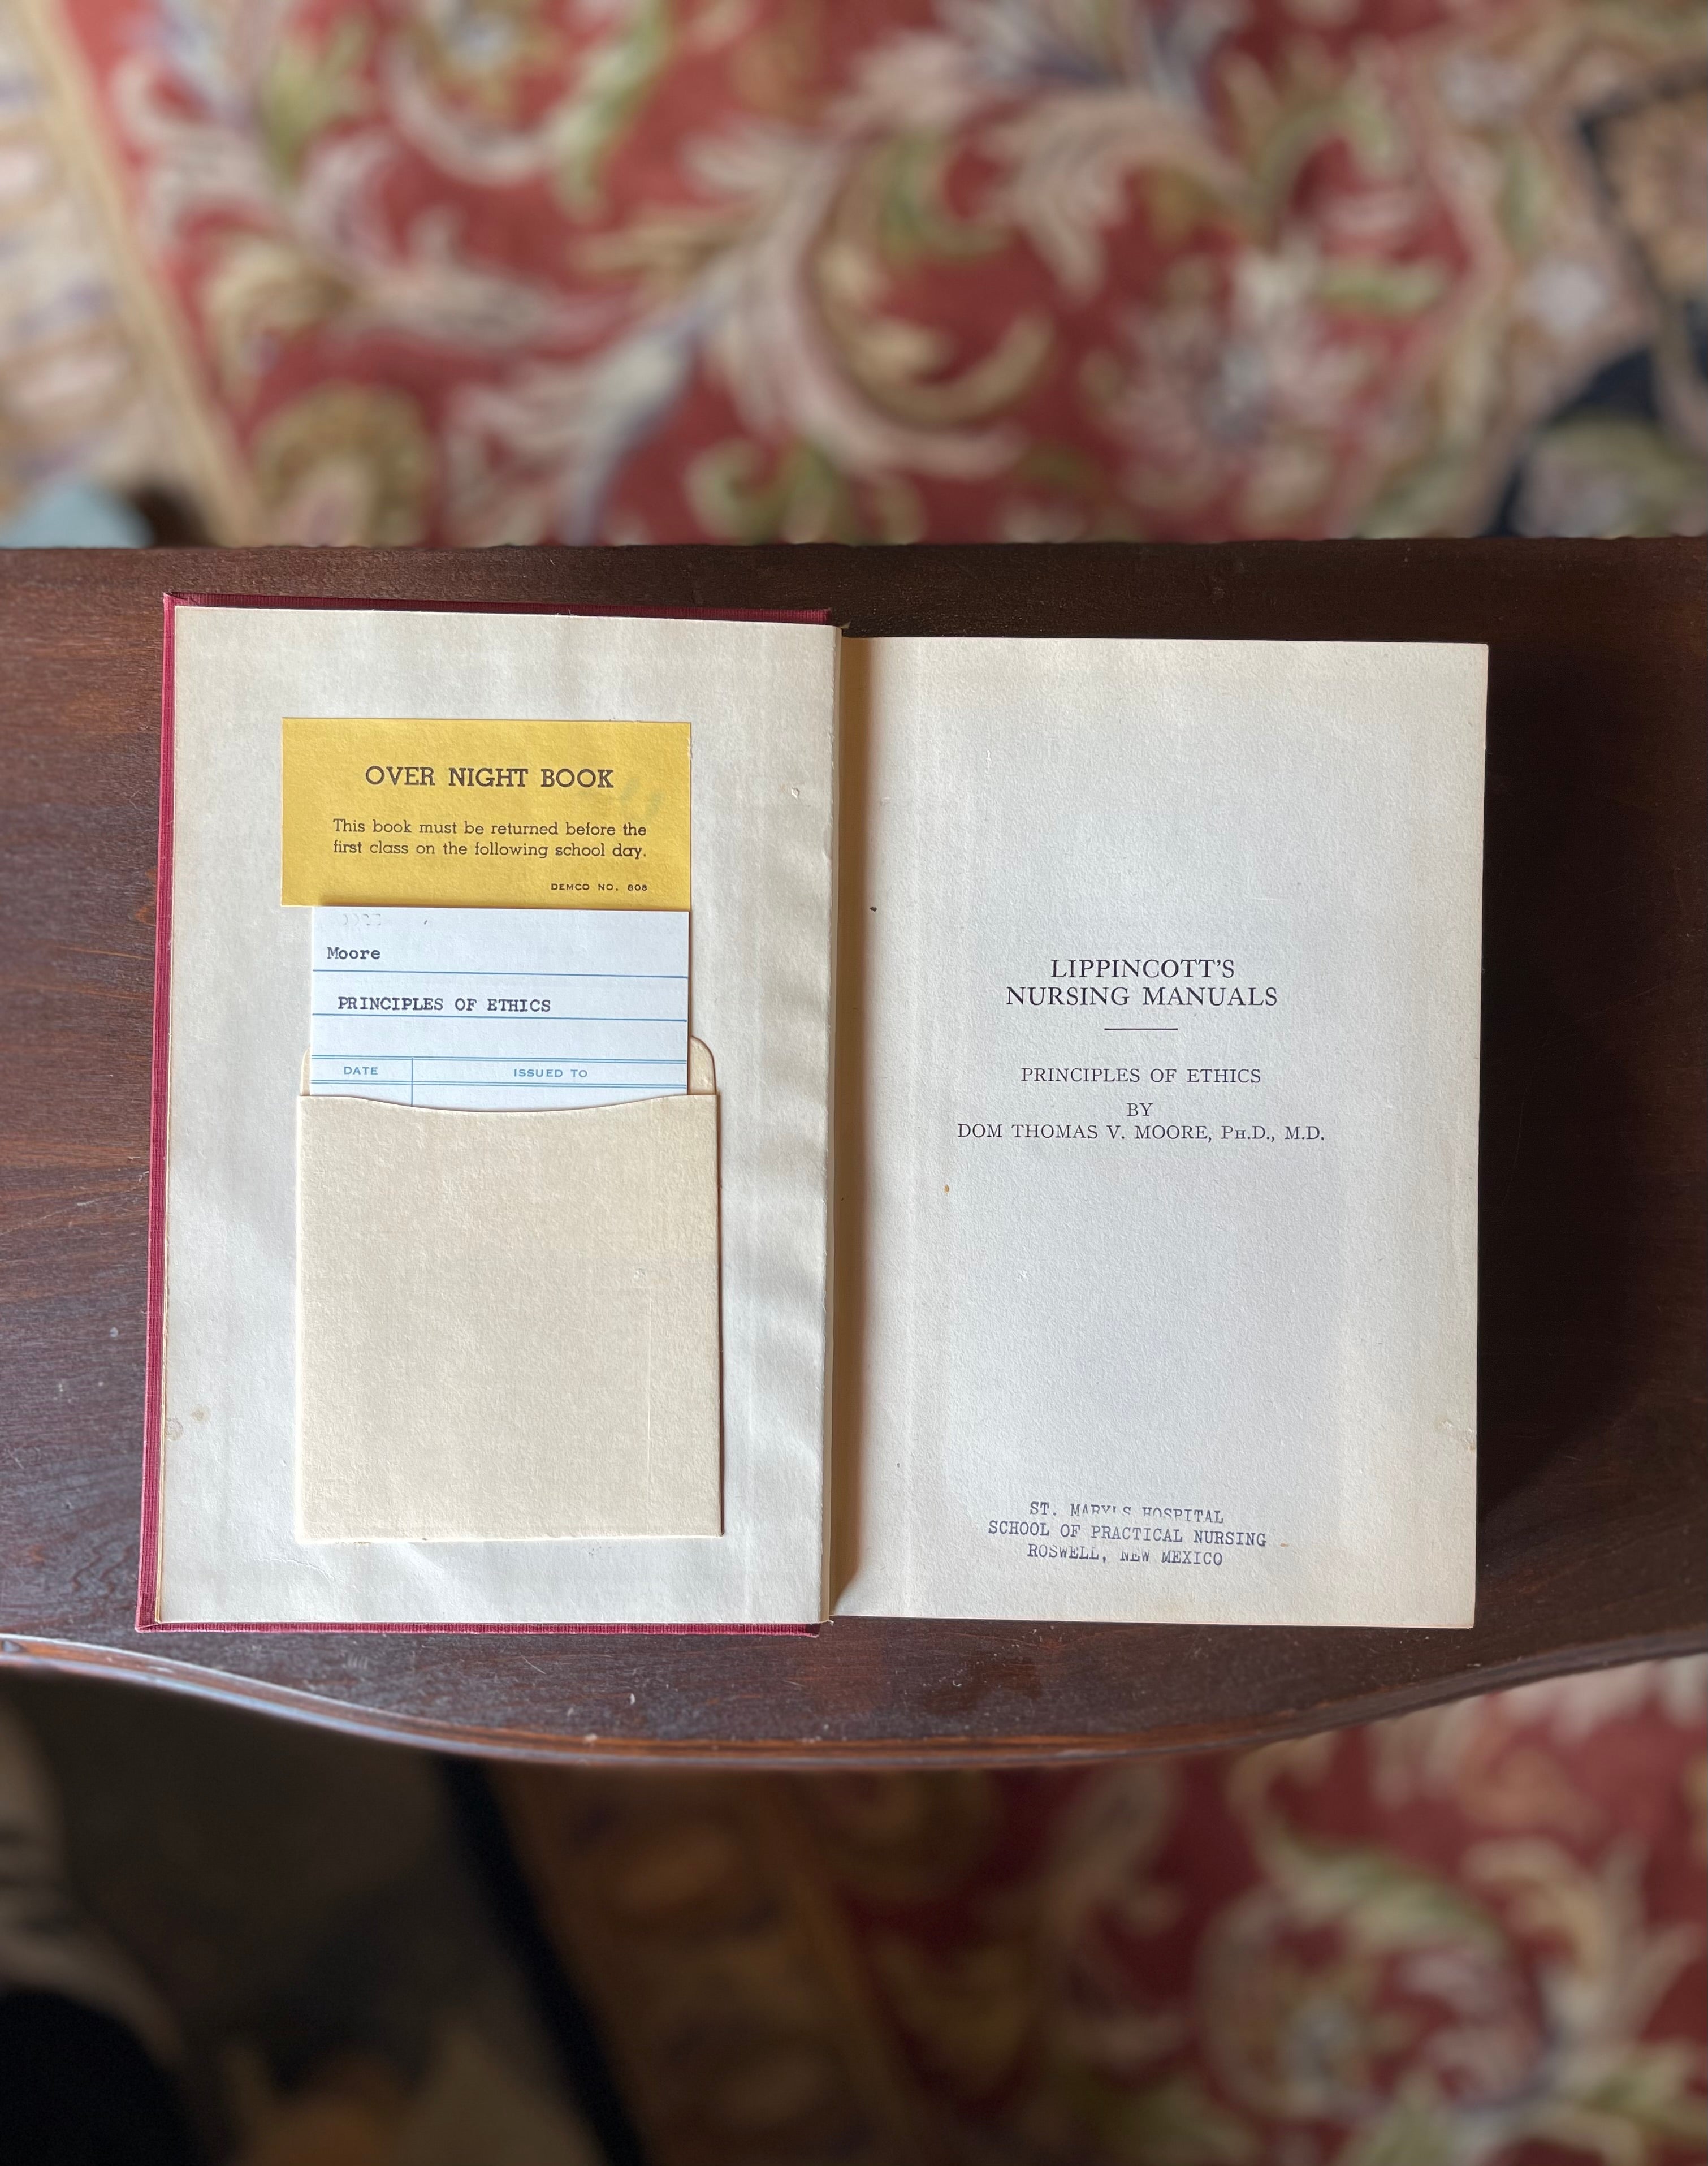 OVER NIGHT BOOK
This book must be returned before the
first class on the following school day.
DEMCO NO. 808
Moore
PRINCIPLES OF ETHICS
DATE ISSUED TO
LIPPINCOTT'S
NURSING MANUALS
PRINCIPLES OF ETHICS
BY
DOM THOMAS V. MOORE, PH.D., M.D.
ST. MARY'S HOSPITAL
SCHOOL OF PRACTICAL NURSING
ROSWELL, NEW MEXICO